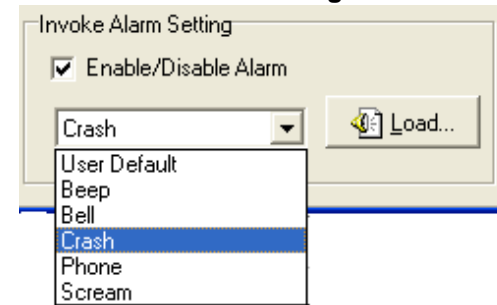 Invoke Alarm Setting
Enable/Disable Alarm
Crash
Load...
User Default
Beep
Bell
Crash
Phone
Scream